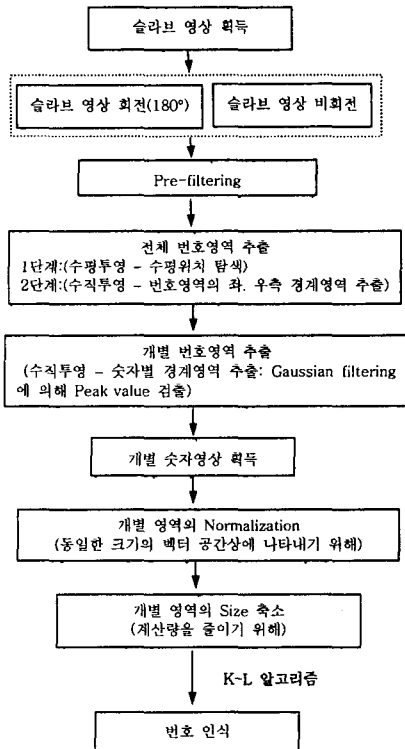 슬라브 영상 획득
슬라브 영상 회전(180°)
슬라브 영상 비회전
Pre-filtering
전체 번호영역 추출
1단계:(수평투영 - 수평위치 탐색)
2단계:(수직투영 - 번호영역의 좌. 우측 경계영역 추출)
개별 번호영역 추출
(수직투영 - 숫자별 경계영역 추출: Gaussian filtering
에 의해 Peak value 검출)
개별 숫자영상 획득
개별 영역의 Normalization
(동일한 크기의 벡터 공간상에 나타내기 위해)
개별 영역의 Size 축소
(계산량을 줄이기 위해)
K-L 알고리즘
번호 인식